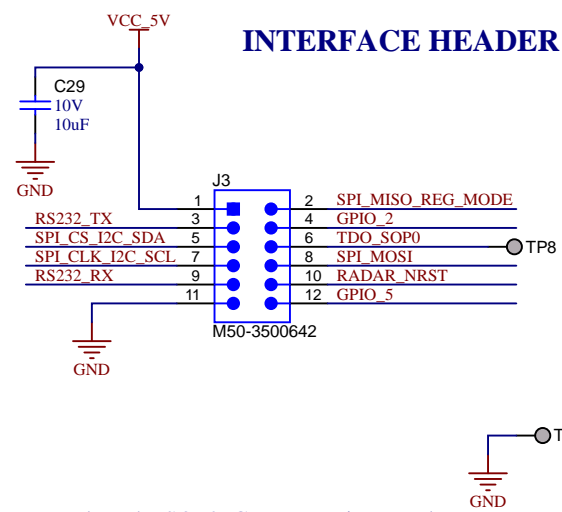 VCC_5V
INTERFACE HEADER
C29
10V
10uF
GND
J3
1 2 SPI_MISO_REG_MODE
RS232_TX 3 4 GPIO_2
SPI_CS_I2C_SDA 5 6 TDO_SOP0 TP8
SPI_CLK_I2C_SCL 7 8 SPI_MOSI
RS232_RX 9 10 RADAR_NRST
11 12 GPIO_5
M50-3500642
GND
T
GND